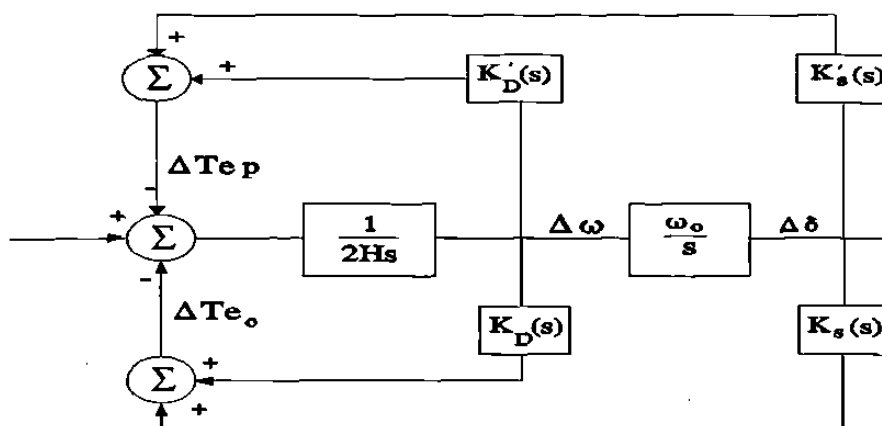 +
Σ
+
K'D(s)
K's(s)
ΔTep
-
+
Σ
1
2Hs
Δω
ωo
s
Δδ
-
ΔTeo
KD(s)
Ks(s)
Σ
+
+